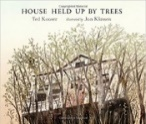 HOUSE HELD UP BY TREES
Ted Kooser illustrated by Jon Klassen